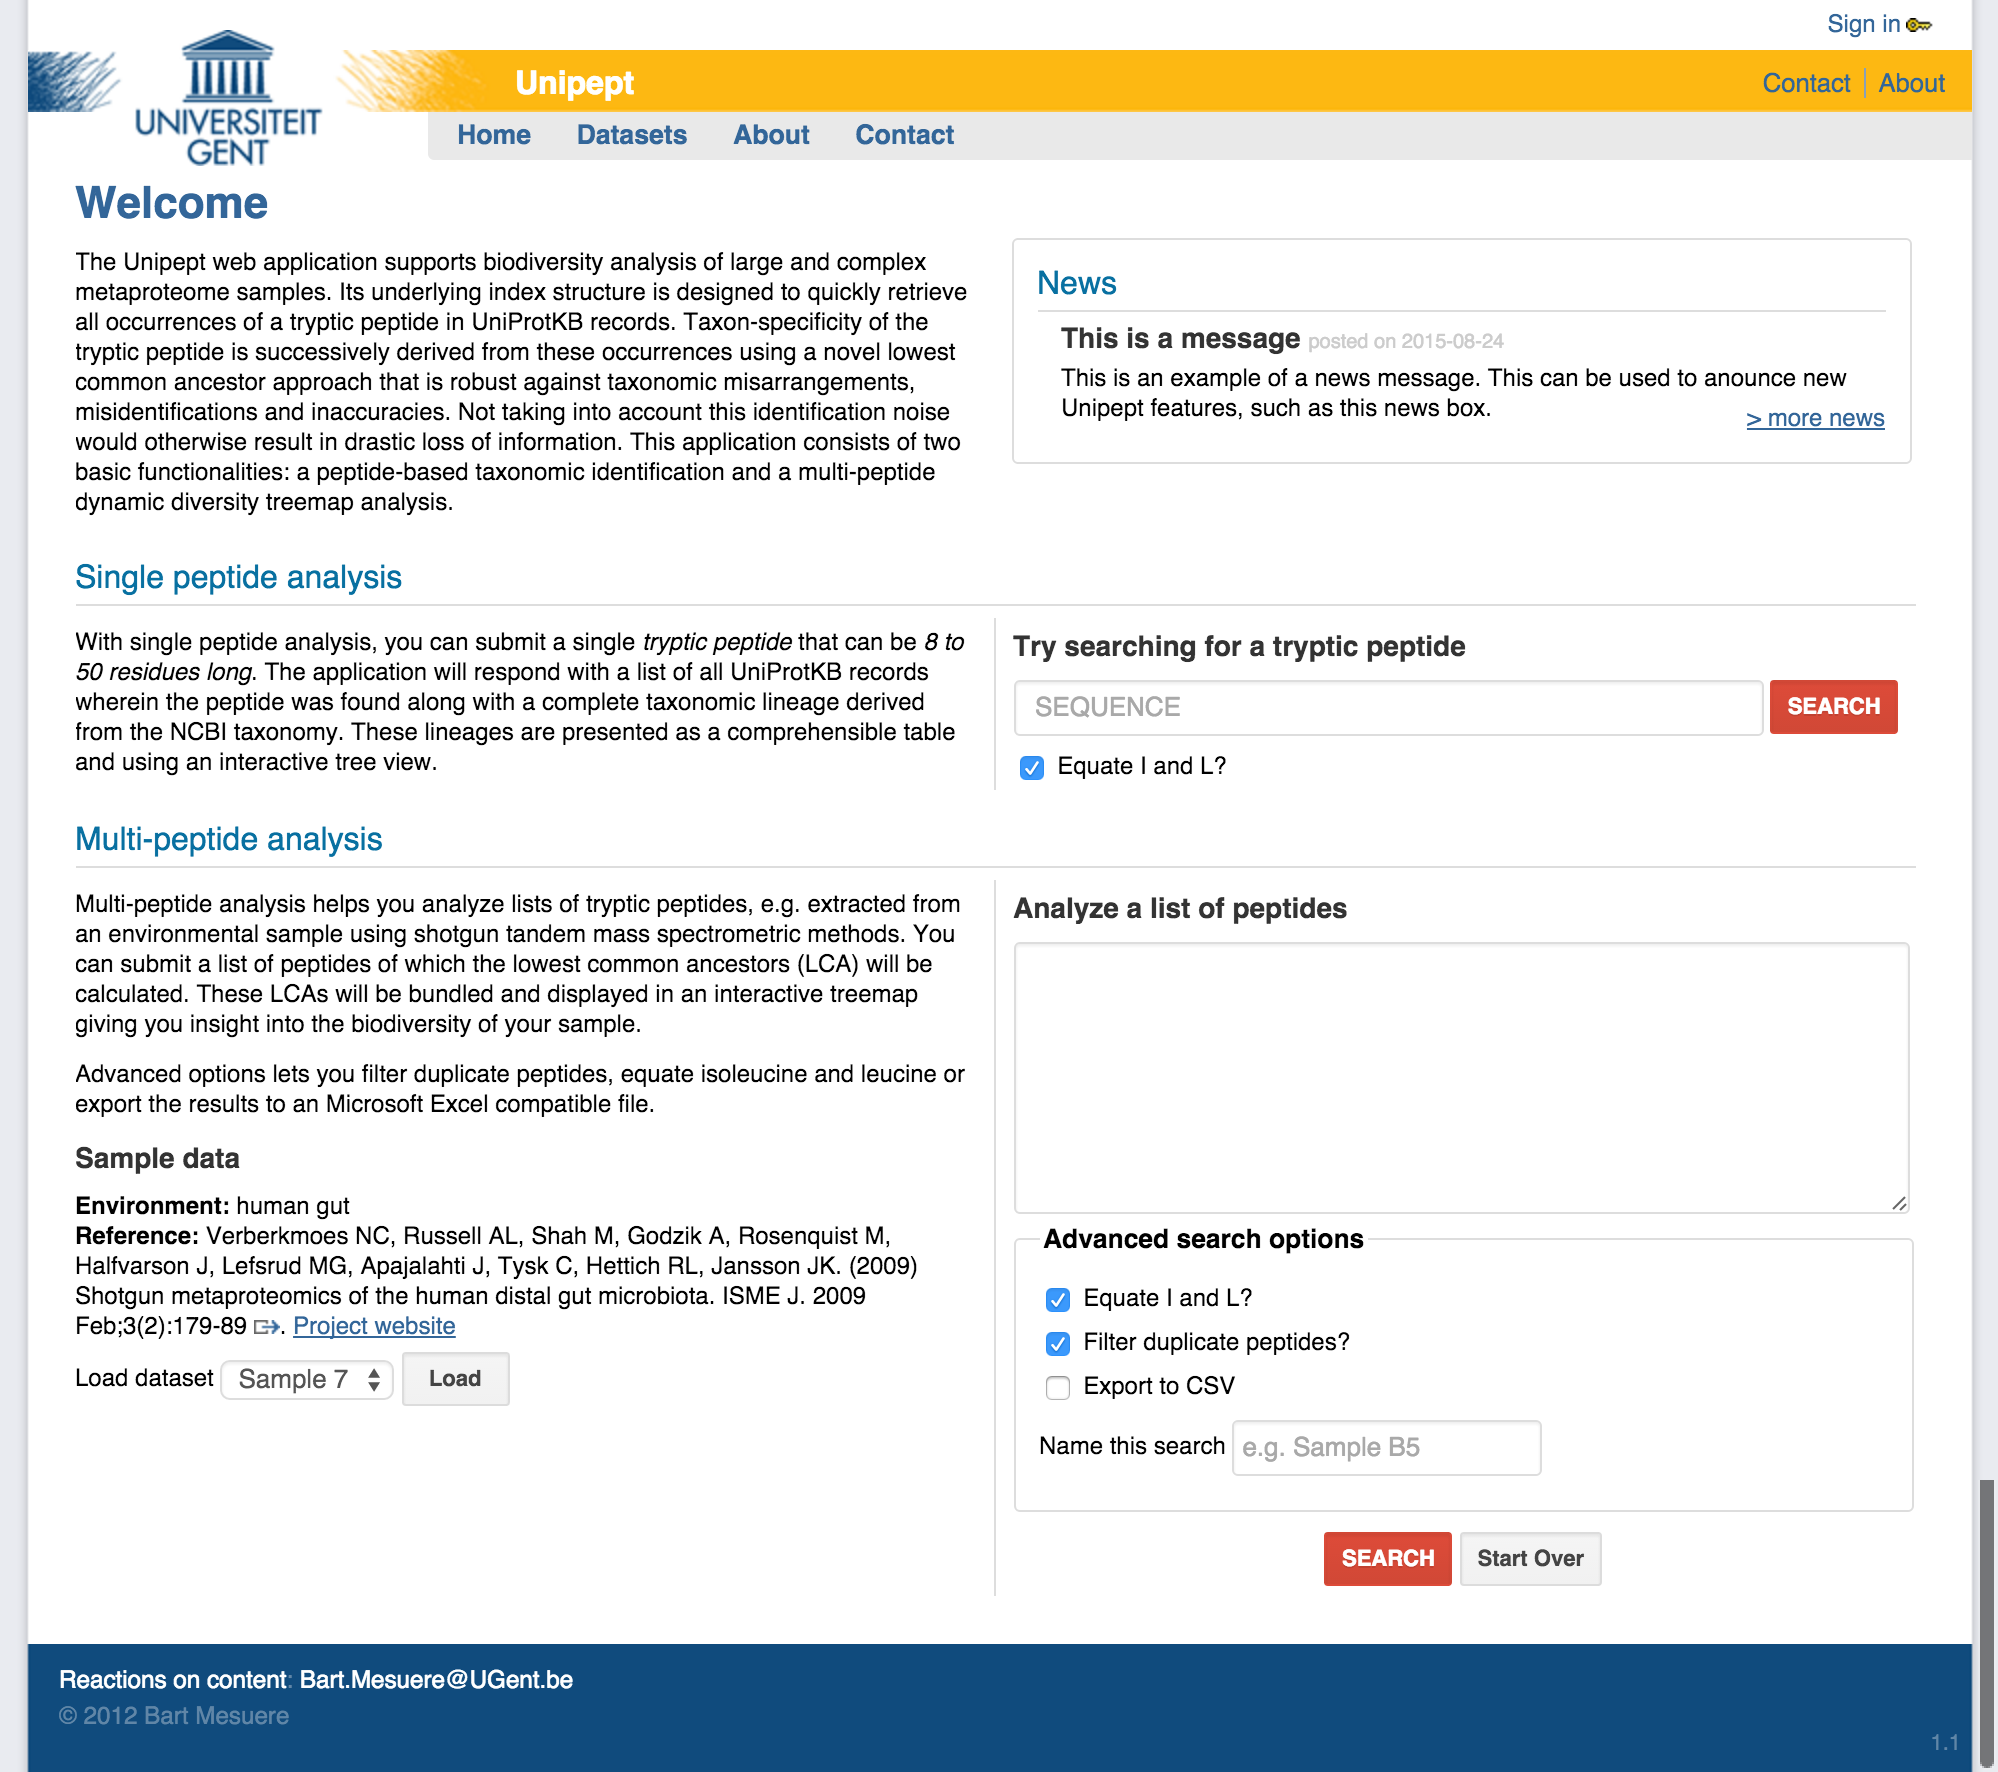 Sign in
UNIVERSITEIT
GENT
Unipept
Contact
About
Home
Datasets
About
Contact
Welcome
The Unipept web application supports biodiversity analysis of large and complex
metaproteome samples. Its underlying index structure is designed to quickly retrieve
all occurrences of a tryptic peptide in UniProtKB records. Taxon-specificity of the
tryptic peptide is successively derived from these occurrences using a novel lowest
common ancestor approach that is robust against taxonomic misarrangements,
misidentifications and inaccuracies. Not taking into account this identification noise
would otherwise result in drastic loss of information. This application consists of two
basic functionalities: a peptide-based taxonomic identification and a multi-peptide
dynamic diversity treemap analysis.
News
This is a message posted on 2015-08-24
This is an example of a news message. This can be used to anounce new
Unipept features, such as this news box.
> more news
Single peptide analysis
With single peptide analysis, you can submit a single tryptic peptide that can be 8 to
50 residues long. The application will respond with a list of all UniProtKB records
wherein the peptide was found along with a complete taxonomic lineage derived
from the NCBI taxonomy. These lineages are presented as a comprehensible table
and using an interactive tree view.
Try searching for a tryptic peptide
SEQUENCE
SEARCH
Equate I and L?
Multi-peptide analysis
Multi-peptide analysis helps you analyze lists of tryptic peptides, e.g. extracted from
an environmental sample using shotgun tandem mass spectrometric methods. You
can submit a list of peptides of which the lowest common ancestors (LCA) will be
calculated. These LCAs will be bundled and displayed in an interactive treemap
giving you insight into the biodiversity of your sample.
Advanced options lets you filter duplicate peptides, equate isoleucine and leucine or
export the results to an Microsoft Excel compatible file.
Sample data
Environment: human gut
Reference: Verberkmoes NC, Russell AL, Shah M, Godzik A, Rosenquist M,
Halfvarson J, Lefsrud MG, Apajalahti J, Tysk C, Hettich RL, Jansson JK. (2009)
Shotgun metaproteomics of the human distal gut microbiota. ISME J. 2009
Feb;3(2):179-89 . Project website
Load dataset Sample 7 Load
Analyze a list of peptides
Advanced search options
Equate I and L?
Filter duplicate peptides?
Export to CSV
Name this search e.g. Sample B5
SEARCH
Start Over
Reactions on content: Bart.Mesuere@UGent.be
© 2012 Bart Mesuere
1.1